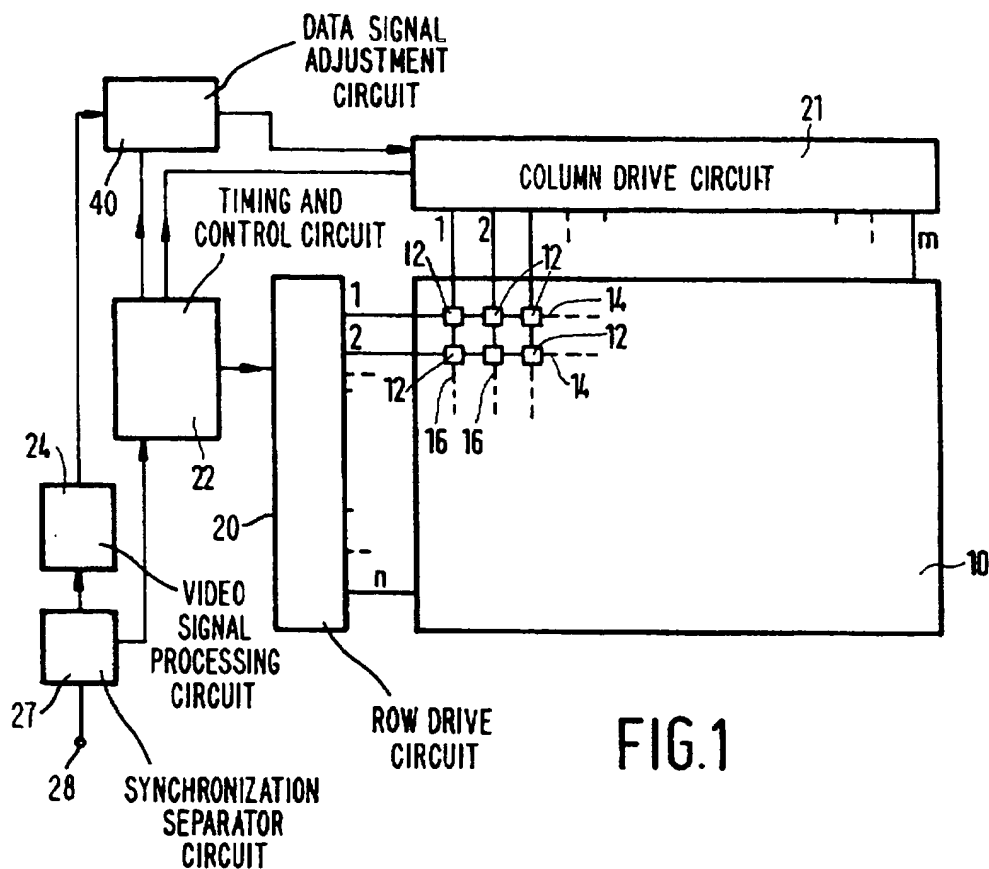 DATA SIGNAL
ADJUSTMENT
CIRCUIT
21
40
COLUMN DRIVE CIRCUIT
TIMING AND
CONTROL CIRCUIT
1
2
m
12
12
1
14
2
12
12
14
16
16
24
22
20
10
n
VIDEO
SIGNAL
PROCESSING
CIRCUIT
27
ROW DRIVE
CIRCUIT
FIG.1
28
SYNCHRONIZATION
SEPARATOR
CIRCUIT